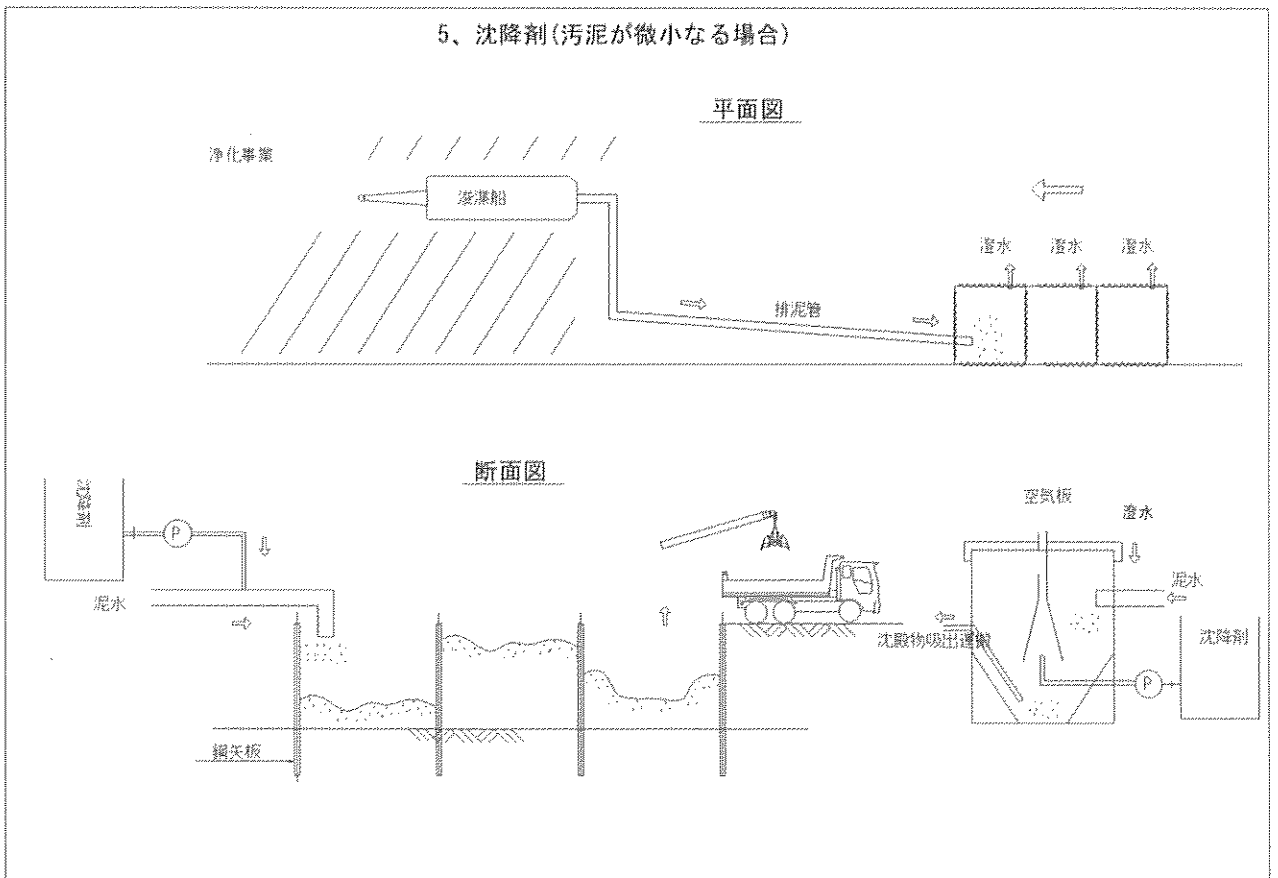 5、沈降剤(汚泥が微小なる場合)
平面図
浄化事業
浚渫船
澄水 澄水 澄水
排泥管
断面図
沈降剤
P
泥水
鋼矢板
空気板
澄水
泥水
沈殿物吸出運搬
沈降剤
P